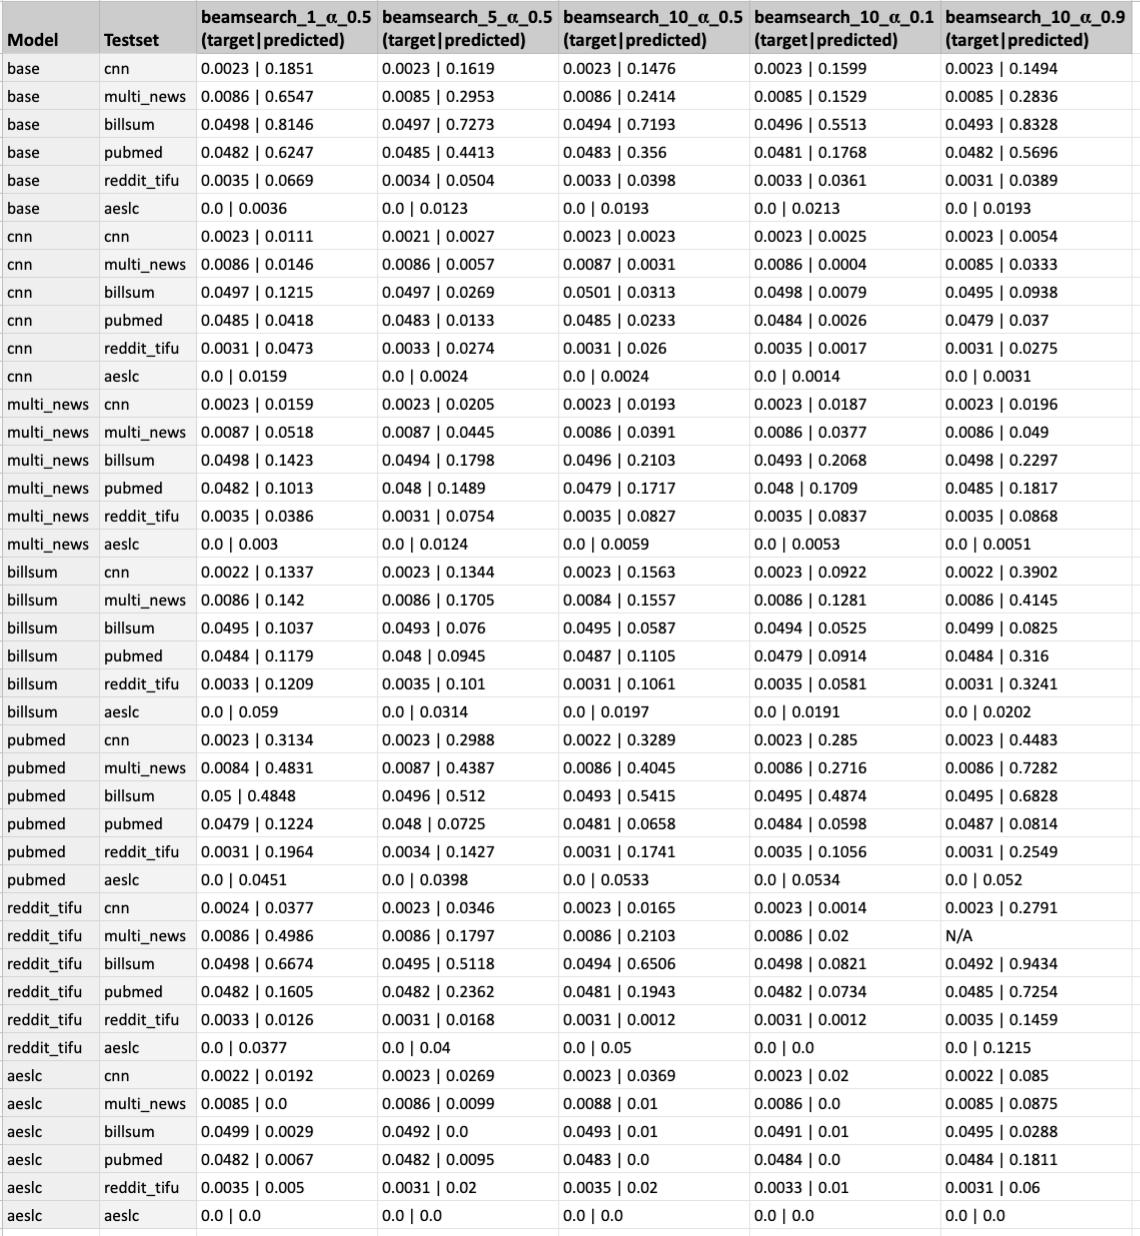 Model Testset beamsearch_1_α_0.5 (target|predicted) beamsearch_5_α_0.5 (target|predicted) beamsearch_10_α_0.5 (target|predicted) beamsearch_10_α_0.1 (target|predicted) beamsearch_10_α_0.9 (target|predicted)
base cnn 0.0023 | 0.1851 0.0023 | 0.1619 0.0023 | 0.1476 0.0023 | 0.1599 0.0023 | 0.1494
base multi_news 0.0086 | 0.6547 0.0085 | 0.2953 0.0086 | 0.2414 0.0085 | 0.1529 0.0085 | 0.2836
base billsum 0.0498 | 0.8146 0.0497 | 0.7273 0.0494 | 0.7193 0.0496 | 0.5513 0.0493 | 0.8328
base pubmed 0.0482 | 0.6247 0.0485 | 0.4413 0.0483 | 0.356 0.0481 | 0.1768 0.0482 | 0.5696
base reddit_tifu 0.0035 | 0.0669 0.0034 | 0.0504 0.0033 | 0.0398 0.0033 | 0.0361 0.0031 | 0.0389
base aeslc 0.0 | 0.0036 0.0 | 0.0123 0.0 | 0.0193 0.0 | 0.0213 0.0 | 0.0193
cnn cnn 0.0023 | 0.0111 0.0021 | 0.0027 0.0023 | 0.0023 0.0023 | 0.0025 0.0023 | 0.0054
cnn multi_news 0.0086 | 0.0146 0.0086 | 0.0057 0.0087 | 0.0031 0.0086 | 0.0004 0.0085 | 0.0333
cnn billsum 0.0497 | 0.1215 0.0497 | 0.0269 0.0501 | 0.0313 0.0498 | 0.0079 0.0495 | 0.0938
cnn pubmed 0.0485 | 0.0418 0.0483 | 0.0133 0.0485 | 0.0233 0.0484 | 0.0026 0.0479 | 0.037
cnn reddit_tifu 0.0031 | 0.0473 0.0033 | 0.0274 0.0031 | 0.026 0.0035 | 0.0017 0.0031 | 0.0275
cnn aeslc 0.0 | 0.0159 0.0 | 0.0024 0.0 | 0.0024 0.0 | 0.0014 0.0 | 0.0031
multi_news cnn 0.0023 | 0.0159 0.0023 | 0.0205 0.0023 | 0.0193 0.0023 | 0.0187 0.0023 | 0.0196
multi_news multi_news 0.0087 | 0.0518 0.0087 | 0.0445 0.0086 | 0.0391 0.0086 | 0.0377 0.0086 | 0.049
multi_news billsum 0.0498 | 0.1423 0.0494 | 0.1798 0.0496 | 0.2103 0.0493 | 0.2068 0.0498 | 0.2297
multi_news pubmed 0.0482 | 0.1013 0.048 | 0.1489 0.0479 | 0.1717 0.048 | 0.1709 0.0485 | 0.1817
multi_news reddit_tifu 0.0035 | 0.0386 0.0031 | 0.0754 0.0035 | 0.0827 0.0035 | 0.0837 0.0035 | 0.0868
multi_news aeslc 0.0 | 0.003 0.0 | 0.0124 0.0 | 0.0059 0.0 | 0.0053 0.0 | 0.0051
billsum cnn 0.0022 | 0.1337 0.0023 | 0.1344 0.0023 | 0.1563 0.0023 | 0.0922 0.0022 | 0.3902
billsum multi_news 0.0086 | 0.142 0.0086 | 0.1705 0.0084 | 0.1557 0.0086 | 0.1281 0.0086 | 0.4145
billsum billsum 0.0495 | 0.1037 0.0493 | 0.076 0.0495 | 0.0587 0.0494 | 0.0525 0.0499 | 0.0825
billsum pubmed 0.0484 | 0.1179 0.048 | 0.0945 0.0487 | 0.1105 0.0479 | 0.0914 0.0484 | 0.316
billsum reddit_tifu 0.0033 | 0.1209 0.0035 | 0.101 0.0031 | 0.1061 0.0035 | 0.0581 0.0031 | 0.3241
billsum aeslc 0.0 | 0.059 0.0 | 0.0314 0.0 | 0.0197 0.0 | 0.0191 0.0 | 0.0202
pubmed cnn 0.0023 | 0.3134 0.0023 | 0.2988 0.0022 | 0.3289 0.0023 | 0.285 0.0023 | 0.4483
pubmed multi_news 0.0084 | 0.4831 0.0087 | 0.4387 0.0086 | 0.4045 0.0086 | 0.2716 0.0086 | 0.7282
pubmed billsum 0.05 | 0.4848 0.0496 | 0.512 0.0493 | 0.5415 0.0495 | 0.4874 0.0495 | 0.6828
pubmed pubmed 0.0479 | 0.1224 0.048 | 0.0725 0.0481 | 0.0658 0.0484 | 0.0598 0.0487 | 0.0814
pubmed reddit_tifu 0.0031 | 0.1964 0.0034 | 0.1427 0.0031 | 0.1741 0.0035 | 0.1056 0.0031 | 0.2549
pubmed aeslc 0.0 | 0.0451 0.0 | 0.0398 0.0 | 0.0533 0.0 | 0.0534 0.0 | 0.052
reddit_tifu cnn 0.0024 | 0.0377 0.0023 | 0.0346 0.0023 | 0.0165 0.0023 | 0.0014 0.0023 | 0.2791
reddit_tifu multi_news 0.0086 | 0.4986 0.0086 | 0.1797 0.0086 | 0.2103 0.0086 | 0.02 N/A
reddit_tifu billsum 0.0498 | 0.6674 0.0495 | 0.5118 0.0494 | 0.6506 0.0498 | 0.0821 0.0492 | 0.9434
reddit_tifu pubmed 0.0482 | 0.1605 0.0482 | 0.2362 0.0481 | 0.1943 0.0482 | 0.0734 0.0485 | 0.7254
reddit_tifu reddit_tifu 0.0033 | 0.0126 0.0031 | 0.0168 0.0031 | 0.0012 0.0031 | 0.0012 0.0035 | 0.1459
reddit_tifu aeslc 0.0 | 0.0377 0.0 | 0.04 0.0 | 0.05 0.0 | 0.0 0.0 | 0.1215
aeslc cnn 0.0022 | 0.0192 0.0023 | 0.0269 0.0023 | 0.0369 0.0023 | 0.02 0.0022 | 0.085
aeslc multi_news 0.0085 | 0.0 0.0086 | 0.0099 0.0088 | 0.01 0.0086 | 0.0 0.0085 | 0.0875
aeslc billsum 0.0499 | 0.0029 0.0492 | 0.0 0.0493 | 0.01 0.0491 | 0.01 0.0495 | 0.0288
aeslc pubmed 0.0482 | 0.0067 0.0482 | 0.0095 0.0483 | 0.0 0.0484 | 0.0 0.0484 | 0.1811
aeslc reddit_tifu 0.0035 | 0.005 0.0031 | 0.02 0.0035 | 0.02 0.0033 | 0.01 0.0031 | 0.06
aeslc aeslc 0.0 | 0.0 0.0 | 0.0 0.0 | 0.0 0.0 | 0.0 0.0 | 0.0